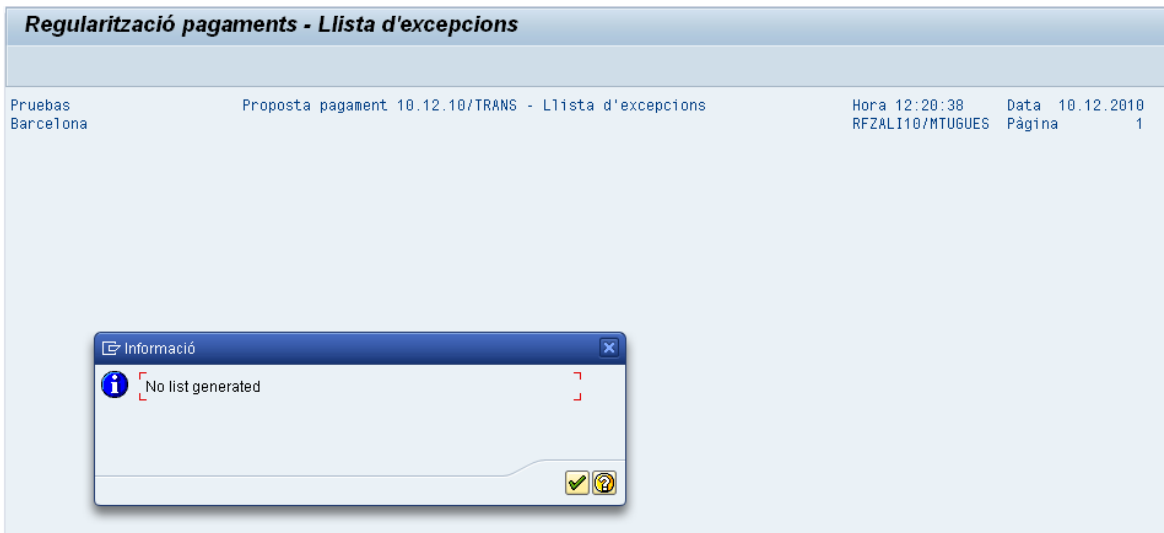 Regularització pagaments - Llista d'excepcions
Pruebas Proposta pagament 10.12.10/TRANS - Llista d'excepcions Hora 12:20:38 Data 10.12.2010
Barcelona RFZALI10/MTUGUES Pàgina 1
Informació
No list generated